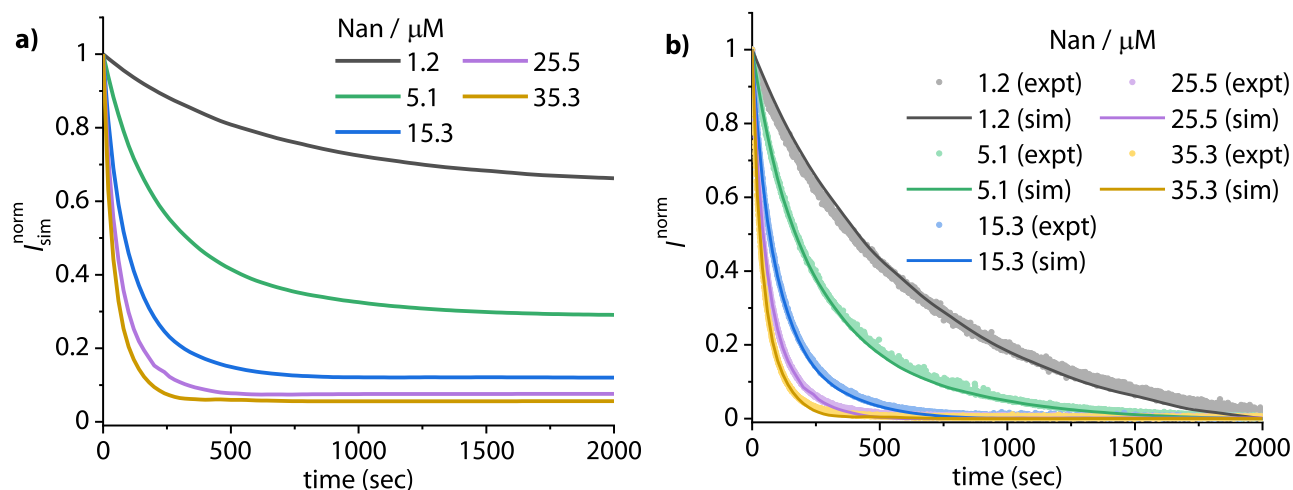 a)
Nan / μM
1.2
25.5
5.1
35.3
15.3
1
0.8
0.6
0.4
0.2
0
I norm sim
0
500
1000
1500
2000
time (sec)
b)
Nan / μM
1.2 (expt)
25.5 (expt)
1.2 (sim)
25.5 (sim)
5.1 (expt)
35.3 (expt)
5.1 (sim)
35.3 (sim)
15.3 (expt)
15.3 (sim)
1
0.8
0.6
0.4
0.2
0
I norm
0
500
1000
1500
2000
time (sec)